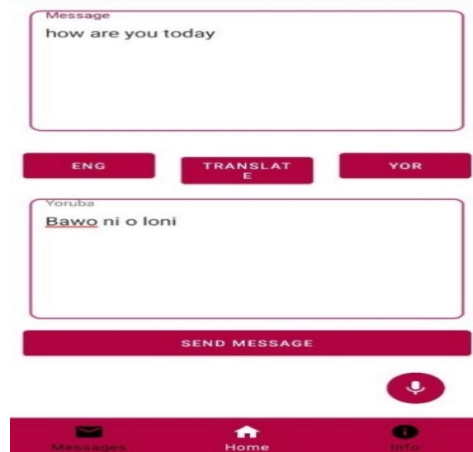 Message
how are you today
ENG
TRANSLAT
E
YOR
Yoruba
Bawo ni o loni
SEND MESSAGE
Messages
Home
Info